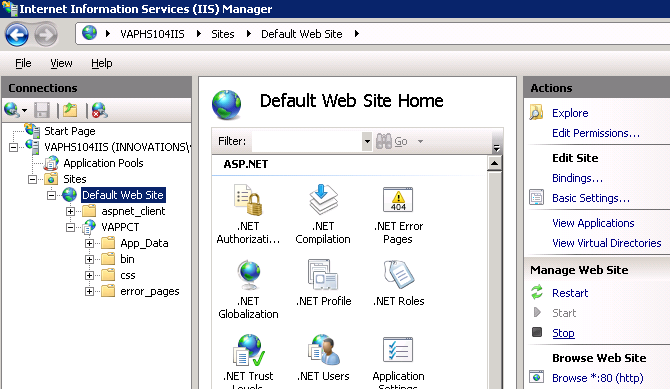 Internet Information Services (IIS) Manager
VAPHS104IIS Sites Default Web Site
File View Help
Connections
Start Page
VAPHS104IIS (INNOVATIONS\
Application Pools
Sites
Default Web Site
aspnet_client
VAPPCT
App_Data
bin
css
error_pages
Default Web Site Home
Filter: Go
ASP.NET
.NET
Authorizati...
.NET
Compilation
404
.NET Error
Pages
.NET
Globalization
.NET Profile
.NET Roles
.NET Trust
Levels
.NET Users
Application
Settings
Actions
Explore
Edit Permissions...
Edit Site
Bindings...
Basic Settings...
View Applications
View Virtual Directories
Manage Web Site
Restart
Start
Stop
Browse Web Site
Browse *:80 (http)